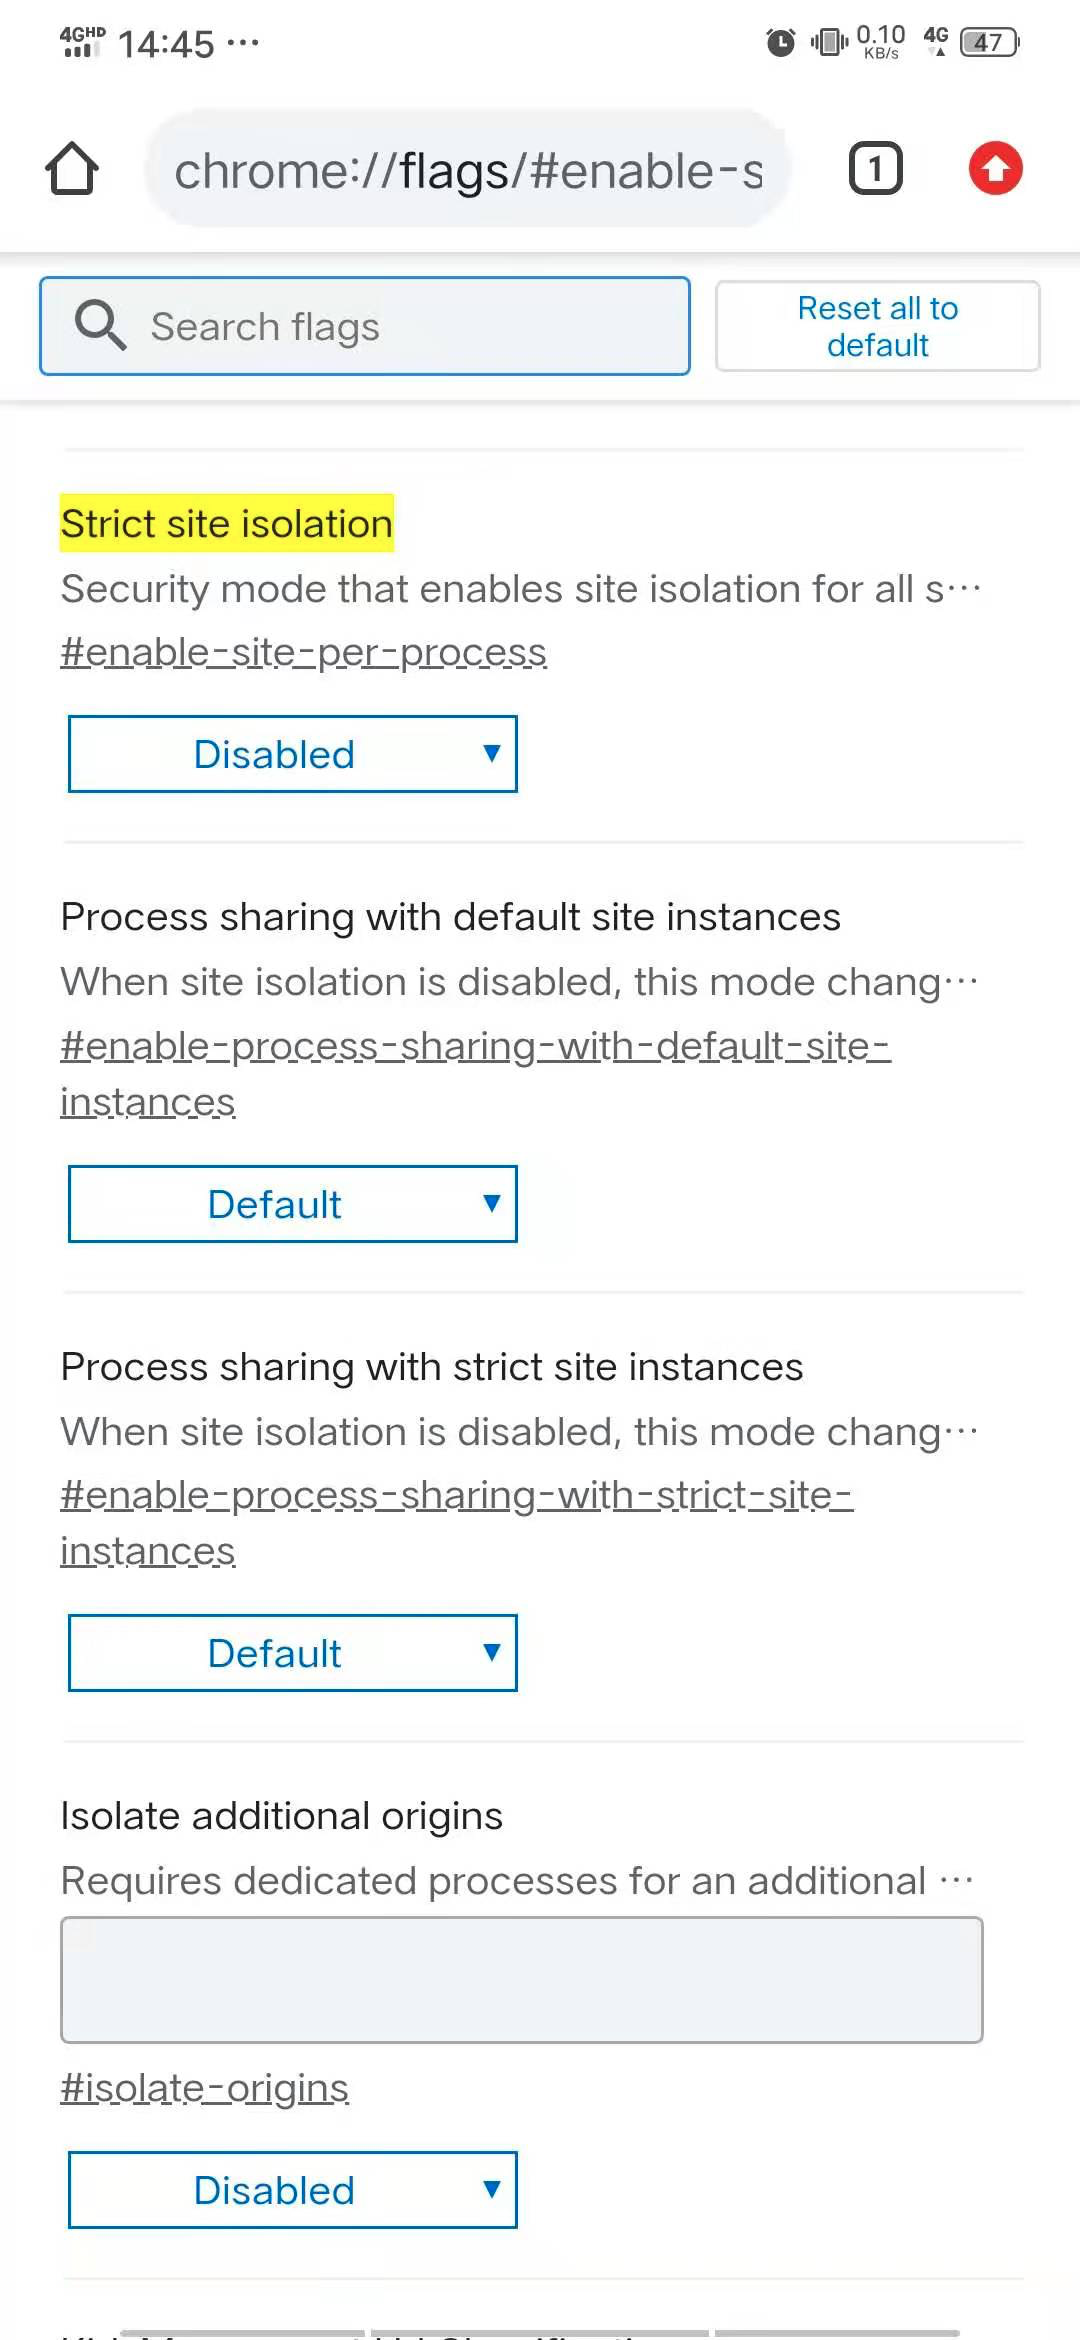 4GHD 14:45 ··· 0.10 KB/s 4G 47
chrome://flags/#enable-s 1
Search flags
Reset all to
default
Strict site isolation
Security mode that enables site isolation for all s···
#enable-site-per-process
Disabled
Process sharing with default site instances
When site isolation is disabled, this mode chang···
#enable-process-sharing-with-default-site-
instances
Default
Process sharing with strict site instances
When site isolation is disabled, this mode chang···
#enable-process-sharing-with-strict-site-
instances
Default
Isolate additional origins
Requires dedicated processes for an additional ···
#isolate-origins
Disabled